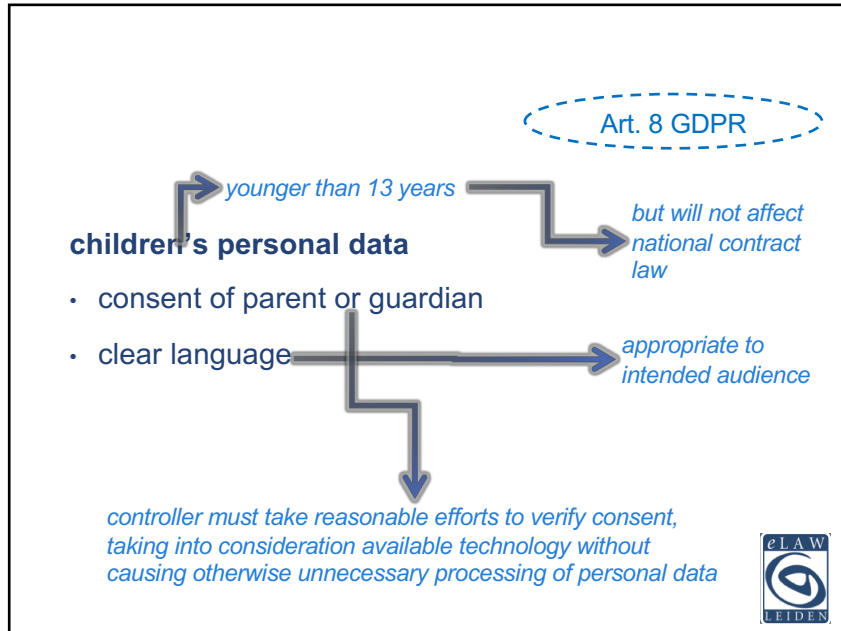 Art. 8 GDPR
younger than 13 years
but will not affect
national contract
law
children's personal data
• consent of parent or guardian
• clear language
appropriate to
intended audience
controller must take reasonable efforts to verify consent,
taking into consideration available technology without
causing otherwise unnecessary processing of personal data
eLAW
LEIDEN